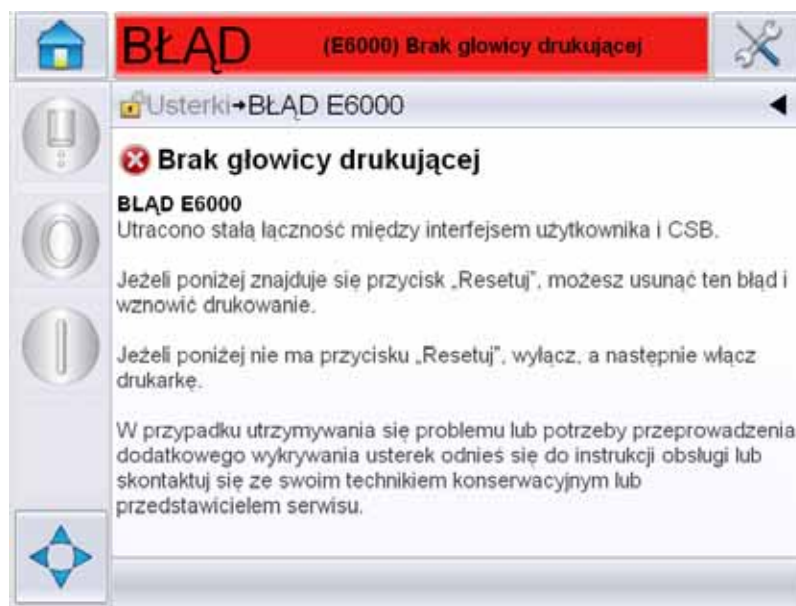 BŁĄD
(E6000) Brak glowicy drukującej
Usterki→BŁĄD E6000
Brak głowicy drukującej
BLĄD E6000
Utracono stałą łączność między interfejsem użytkownika i CSB.
Jeżeli poniżej znajduje się przycisk „Resetuj”, możesz usunąć ten błąd i
wznowić drukowanie.
Jeżeli poniżej nie ma przycisku „Resetuj”, wyłącz, a następnie włącz
drukarkę.
W przypadku utrzymywania się problemu lub potrzeby przeprowadzenia
dodatkowego wykrywania usterek odnieś się do instrukcji obsługi lub
skontaktuj się ze swoim technikiem konserwacyjnym lub
przedstawicielem serwisu.